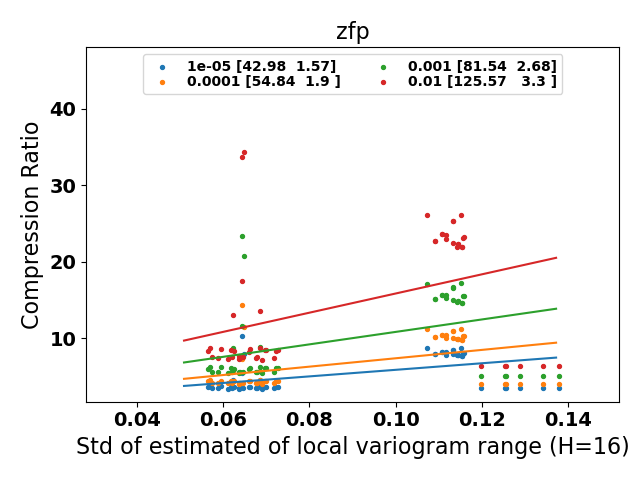 zfp
1e-05 [42.98  1.57]
0.0001 [54.84  1.9 ]
0.001 [81.54  2.68]
0.01 [125.57   3.3 ]
Compression Ratio
40
30
20
10
0.04 0.06 0.08 0.10 0.12 0.14
Std of estimated of local variogram range (H=16)